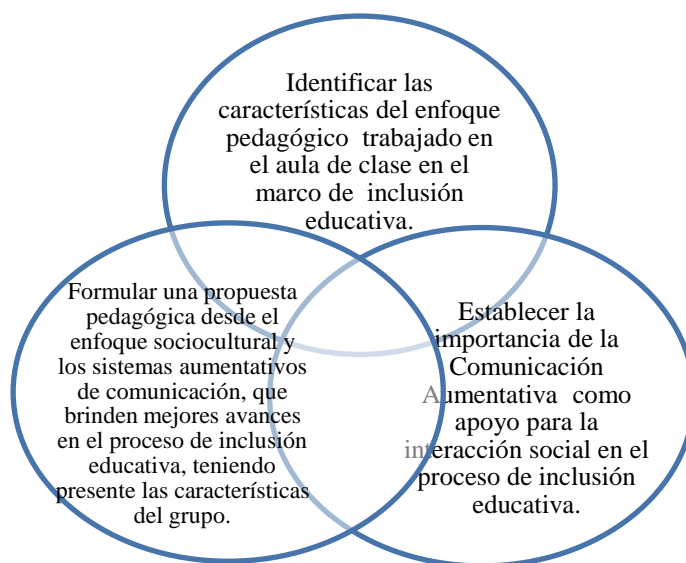 Identificar las
características del enfoque
pedagógico trabajado en
el aula de clase en el
marco de inclusión
educativa.
Formular una propuesta
pedagógica desde el
enfoque sociocultural y
los sistemas aumentativos
de comunicación, que
brinden mejores avances
en el proceso de inclusión
educativa, teniendo
presente las características
del grupo.
Establecer la
importancia de la
Comunicación
Aumentativa como
apoyo para la
interacción social en el
proceso de inclusión
educativa.